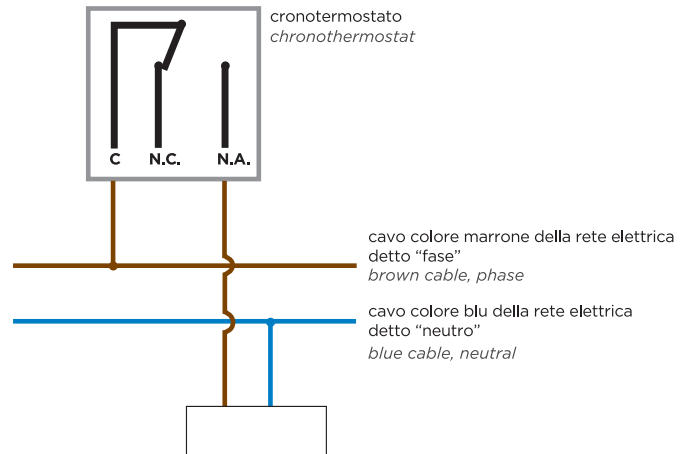 cronotermostato
chronothermostat
C N.C. N.A.
cavo colore marrone della rete elettrica
detto “fase”
brown cable, phase
cavo colore blu della rete elettrica
detto “neutro”
blue cable, neutral